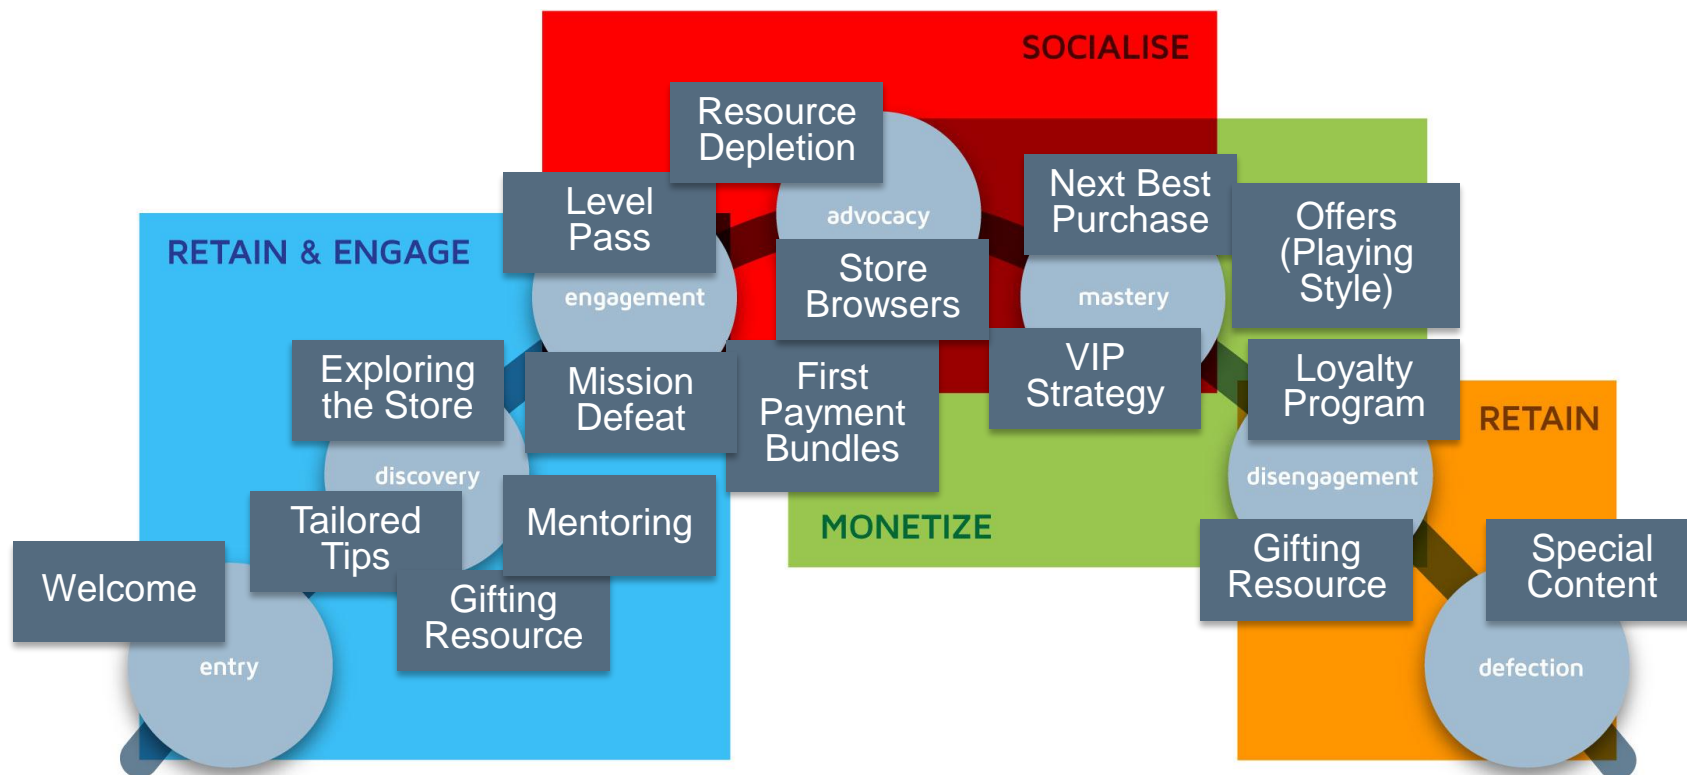 SOCIALISE
Resource
Depletion
advocacy
Next Best
Purchase
Level
Pass
Offers
(Playing
Style)
RETAIN & ENGAGE
engagement
Store
Browsers
mastery
Exploring
the Store
Mission
Defeat
First
Payment
Bundles
VIP
Strategy
Loyalty
Program
RETAIN
discovery
disengagement
Tailored
Tips
Mentoring
MONETIZE
Gifting
Resource
Special
Content
Welcome
Gifting
Resource
entry
defection